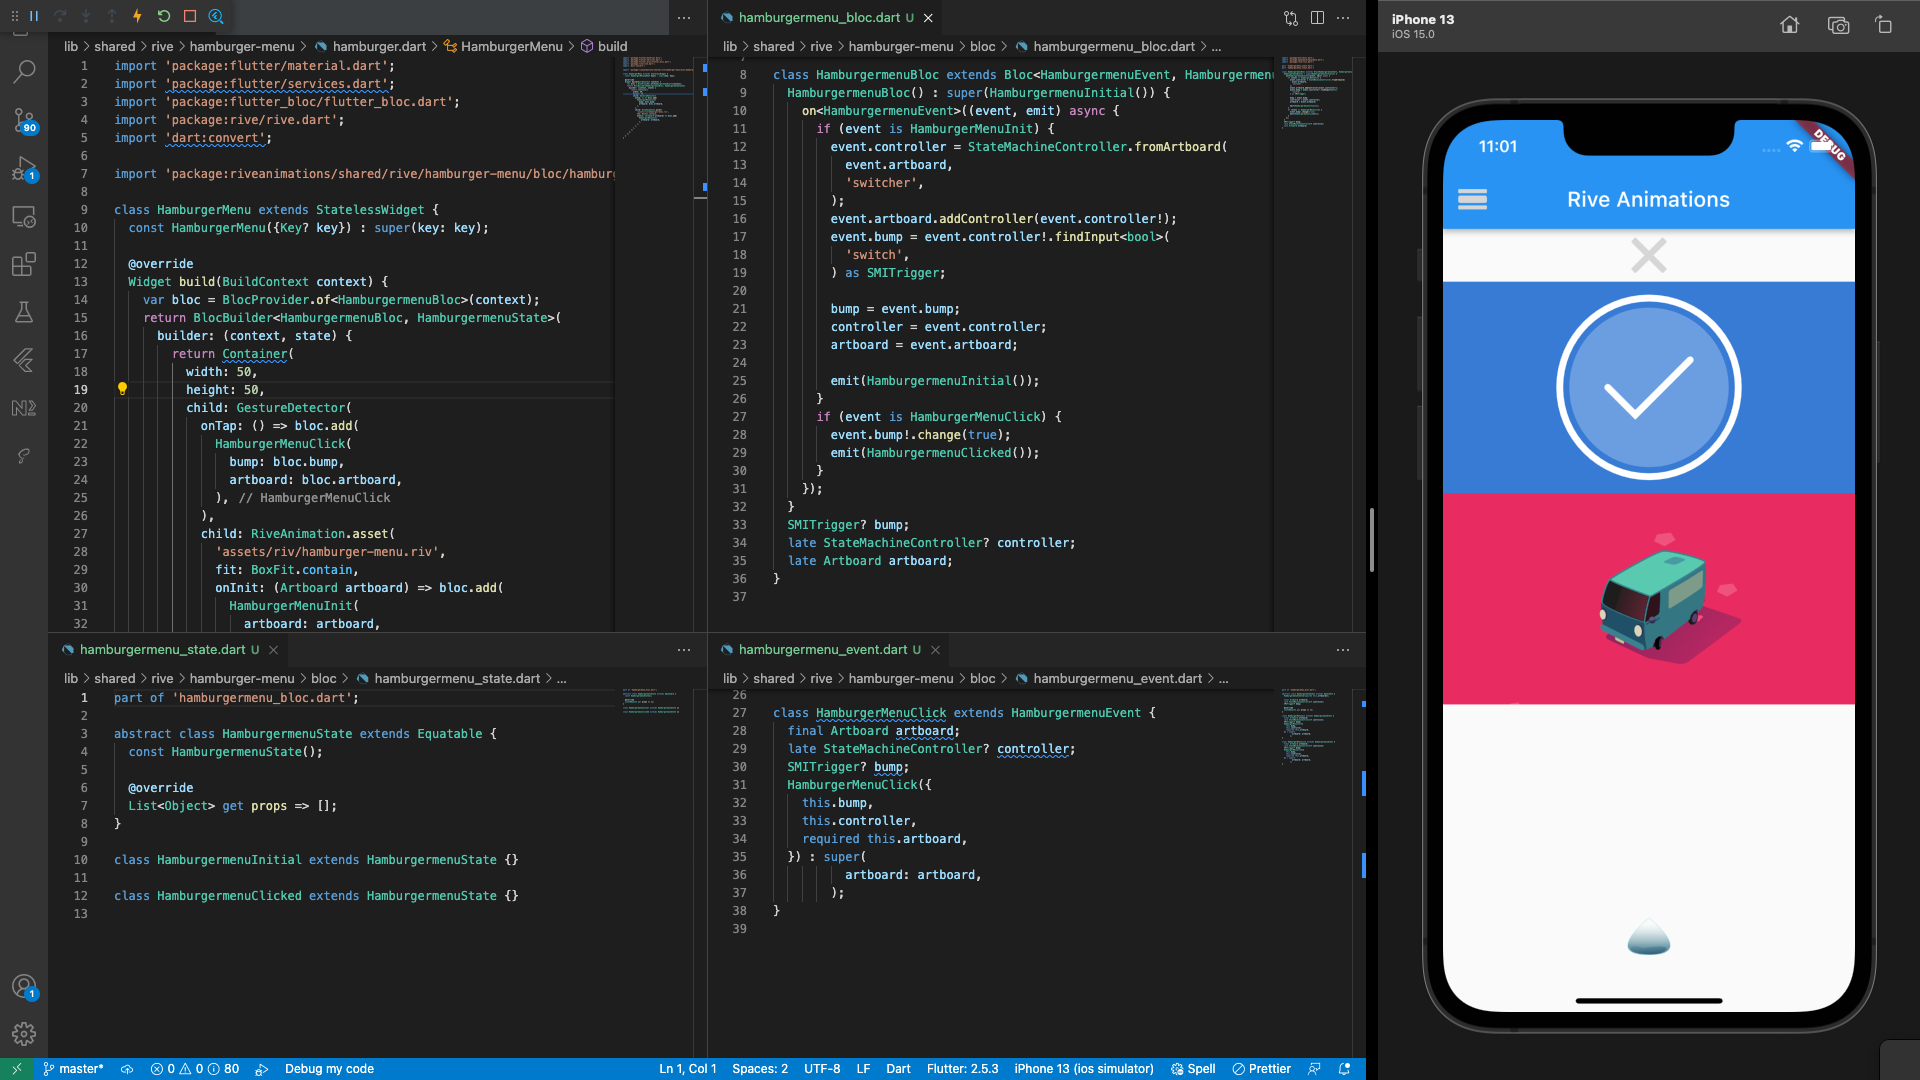 lib > shared > rive > hamburger-menu > hamburger.dart > HamburgerMenu > build
1 import 'package:flutter/material.dart';
2 import 'package:flutter/services.dart';
3 import 'package:flutter_bloc/flutter_bloc.dart';
4 import 'package:rive/rive.dart';
5 import 'dart:convert';
6
7 import 'package:riveanimations/shared/rive/hamburger-menu/bloc/hamburg
8
9 class HamburgerMenu extends StatelessWidget {
10 const HamburgerMenu({Key? key}) : super(key: key);
11
12 @override
13 Widget build(BuildContext context) {
14 var bloc = BlocProvider.of<HamburgermenuBloc>(context);
15 return BlocBuilder<HamburgermenuBloc, HamburgermenuState>(
16 builder: (context, state) {
17 return Container(
18 width: 50,
19 height: 50,
20 child: GestureDetector(
21 onTap: () => bloc.add(
22 HamburgerMenuClick(
23 bump: bloc.bump,
24 artboard: bloc.artboard,
25 ), // HamburgerMenuClick
26 ),
27 child: RiveAnimation.asset(
28 'assets/riv/hamburger-menu.riv',
29 fit: BoxFit.contain,
30 onInit: (Artboard artboard) => bloc.add(
31 HamburgerMenuInit(
32 artboard: artboard,
hamburgermenu_bloc.dart U
lib > shared > rive > hamburger-menu > bloc > hamburgermenu_bloc.dart > ...
8 class HamburgermenuBloc extends Bloc<HamburgermenuEvent, Hamburgermen
9 HamburgermenuBloc() : super(HamburgermenuInitial()) {
10 on<HamburgermenuEvent>((event, emit) async {
11 if (event is HamburgerMenuInit) {
12 event.controller = StateMachineController.fromArtboard(
13 event.artboard,
14 'switcher',
15 );
16 event.artboard.addController(event.controller!);
17 event.bump = event.controller!.findInput<bool>(
18 'switch',
19 ) as SMITrigger;
20
21 bump = event.bump;
22 controller = event.controller;
23 artboard = event.artboard;
24
25 emit(HamburgermenuInitial());
26 }
27 if (event is HamburgerMenuClick) {
28 event.bump!.change(true);
29 emit(HamburgermenuClicked());
30 }
31 });
32 }
33 SMITrigger? bump;
34 late StateMachineController? controller;
35 late Artboard artboard;
36 }
37
hamburgermenu_state.dart U
lib > shared > rive > hamburger-menu > bloc > hamburgermenu_state.dart > ...
1 part of 'hamburgermenu_bloc.dart';
2
3 abstract class HamburgermenuState extends Equatable {
4 const HamburgermenuState();
5
6 @override
7 List<Object> get props => [];
8 }
9
10 class HamburgermenuInitial extends HamburgermenuState {}
11
12 class HamburgermenuClicked extends HamburgermenuState {}
13
hamburgermenu_event.dart U
lib > shared > rive > hamburger-menu > bloc > hamburgermenu_event.dart > ...
26
27 class HamburgerMenuClick extends HamburgermenuEvent {
28 final Artboard artboard;
29 late StateMachineController? controller;
30 SMITrigger? bump;
31 HamburgerMenuClick({
32 this.bump,
33 this.controller,
34 required this.artboard,
35 }) : super(
36 artboard: artboard,
37 );
38 }
39
90
1
1
master* 0 0 80 Debug my code
Ln 1, Col 1 Spaces: 2 UTF-8 LF Dart Flutter: 2.5.3 iPhone 13 (ios simulator) Spell Prettier
iPhone 13
iOS 15.0
11:01
DEBUG
Rive Animations